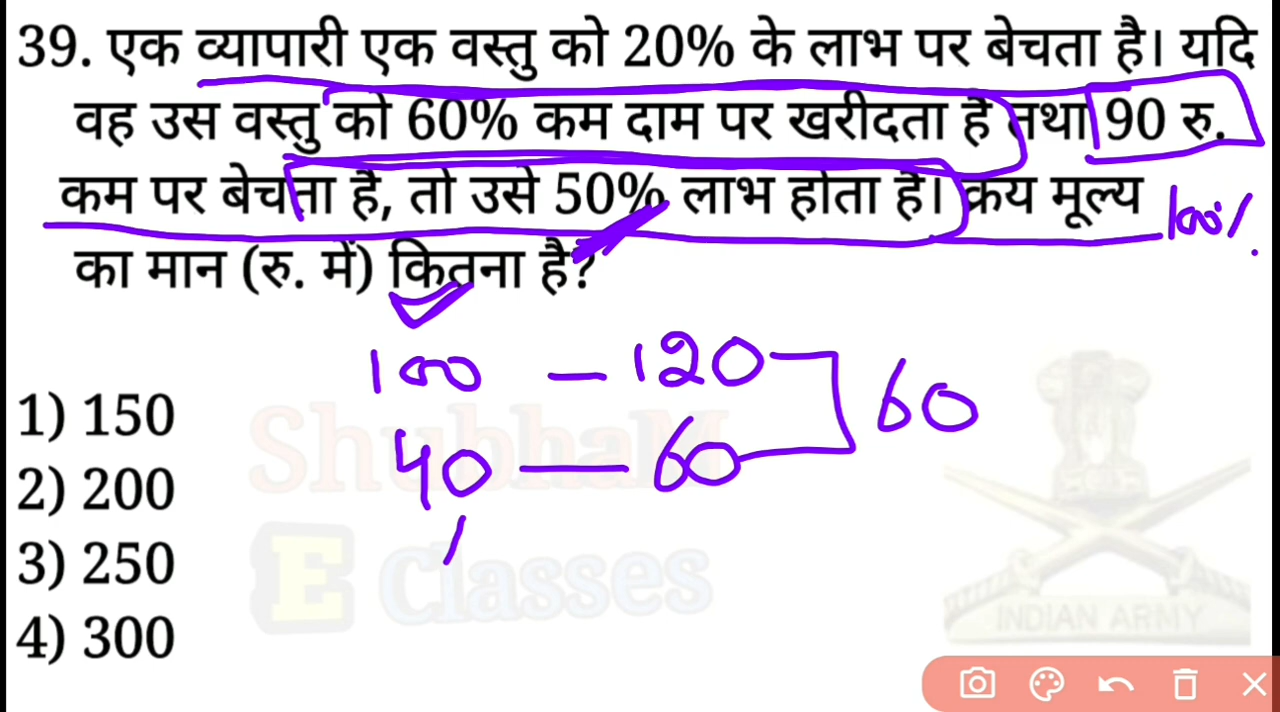 39. एक व्यापारी एक वस्तु को 20% के लाभ पर बेचता है। यदि
वह उस वस्तु को 60% कम दाम पर खरीदता है तथा 90 रु.
कम पर बेचता है, तो उसे 50% लाभ होता है। क्रय मूल्य
100%
का मान (रु. में) कितना है?
100 — 120
60
40 — 60
1) 150
2) 200
3) 250
4) 300
ShubhaM
E Classes
INDIAN ARMY